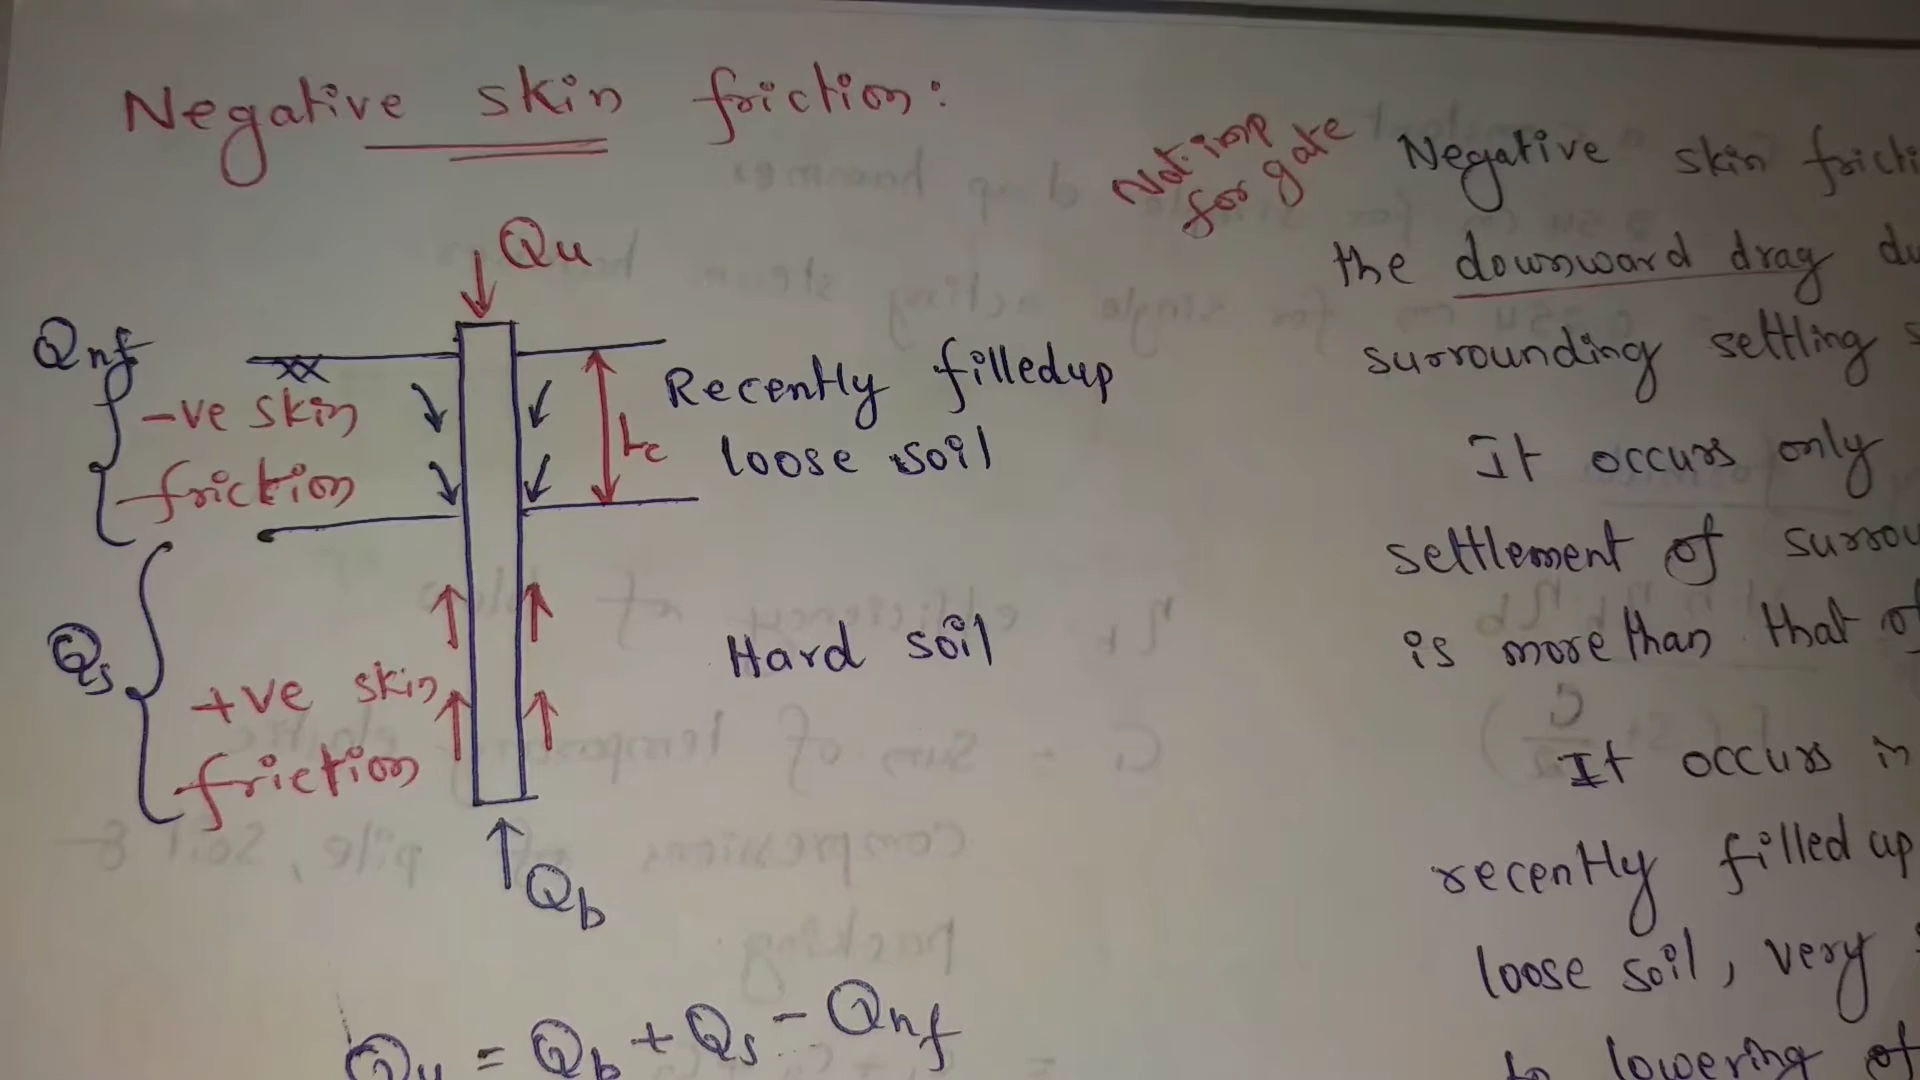 Negative skin friction:
Not imp
for gate
Qu
Qnf
-ve skin
friction
Lc
Recently filledup
loose soil
Qs
+ve skin
friction
Hard soil
Qb
Qu = Qb + Qs - Qnf
Negative skin
the downward drag
surrounding settling
It occurs only
settlement of
is more than that of
It occurs in
recently filled up
loose soil, very
to lowering of